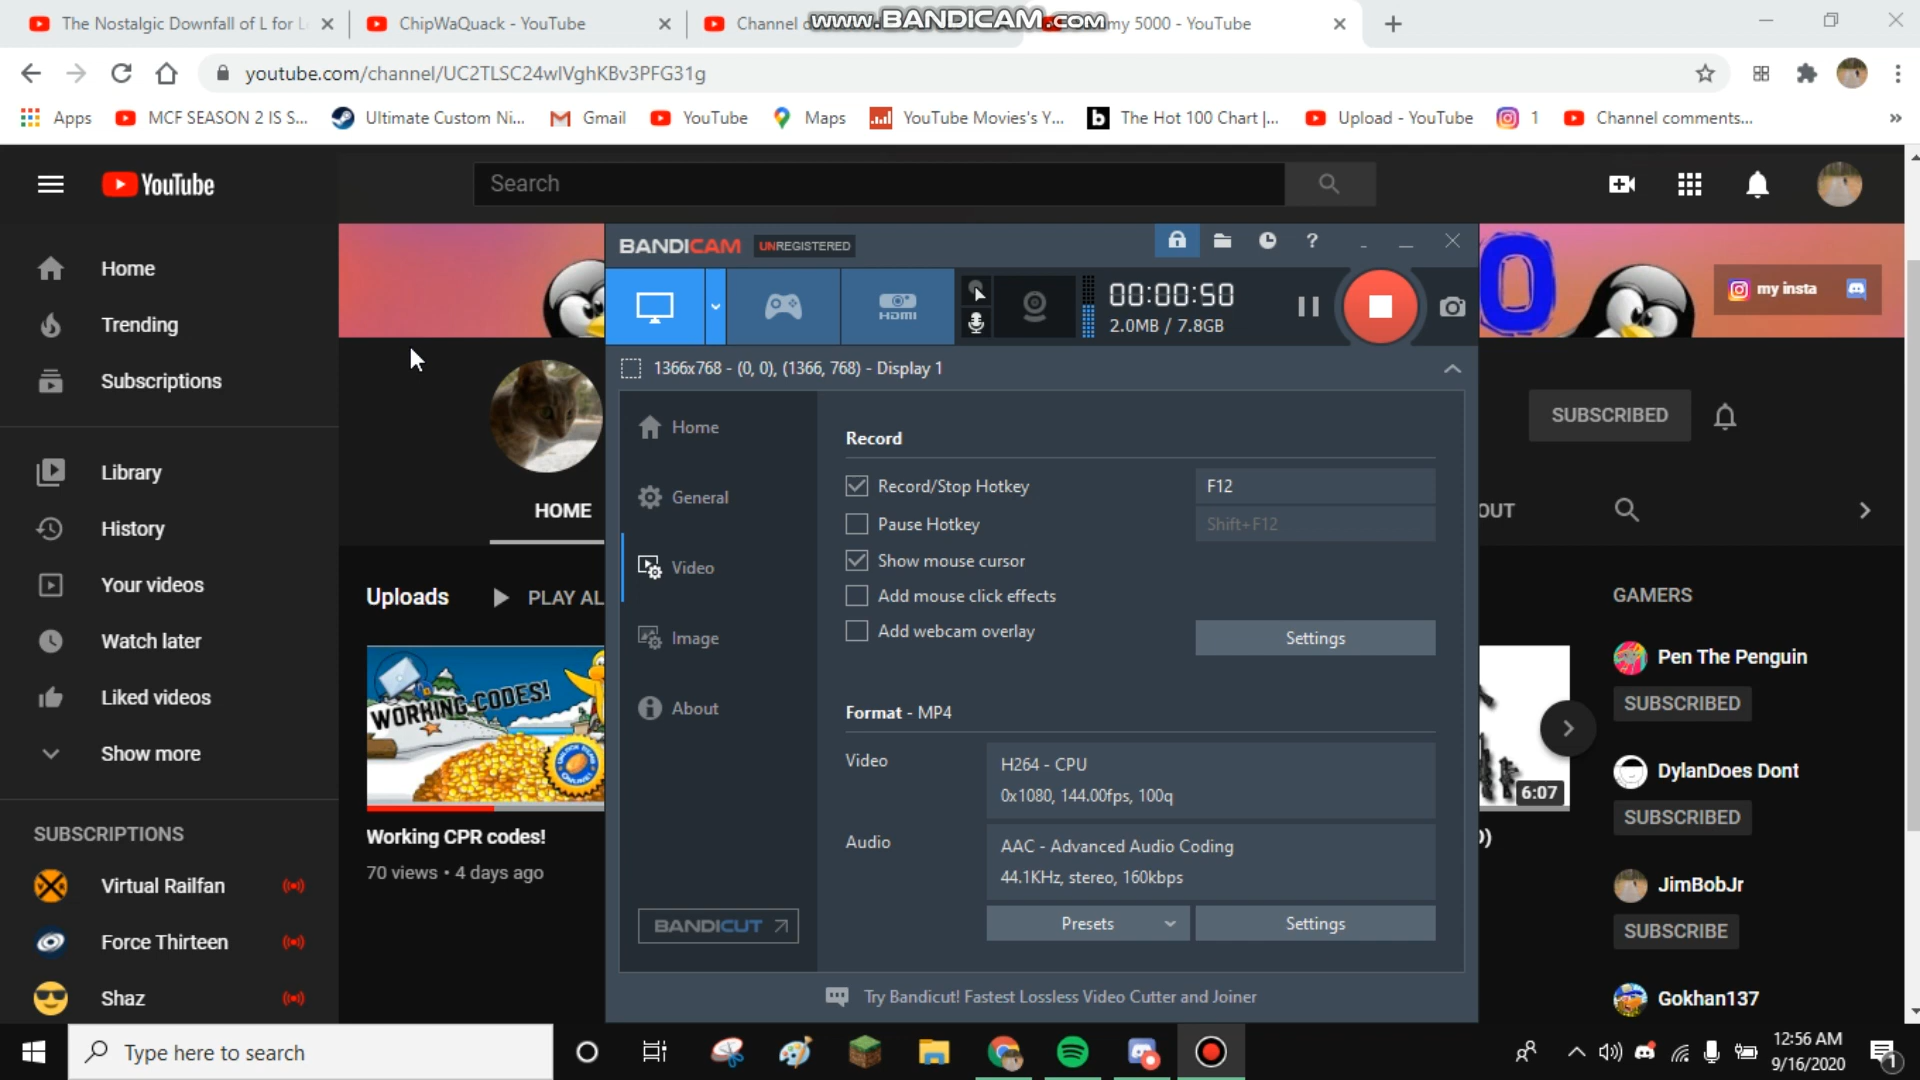 The Nostalgic Downfall of L for L
ChipWaQuack - YouTube
Channel
www.BANDICAM.com
my 5000 - YouTube
youtube.com/channel/UC2TLSC24wlVghKBv3PFG31g
Apps
MCF SEASON 2 IS S...
Ultimate Custom Ni...
Gmail
YouTube
Maps
YouTube Movies's Y...
The Hot 100 Chart |...
Upload - YouTube
1
Channel comments...
YouTube
Search
BANDICAM
UNREGISTERED
HDMI
00:00:50
2.0MB / 7.8GB
my insta
1366x768 - (0, 0), (1366, 768) - Display 1
Home
Trending
Subscriptions
Library
History
Your videos
Watch later
Liked videos
Show more
SUBSCRIPTIONS
Virtual Railfan
Force Thirteen
Shaz
HOME
Uploads
PLAY AL
WORKING CODES!
UNLOCK ITEMS ONLINE!
Working CPR codes!
70 views • 4 days ago
Home
General
Video
Image
About
BANDICUT
Record
Record/Stop Hotkey
F12
Pause Hotkey
Shift+F12
Show mouse cursor
Add mouse click effects
Add webcam overlay
Settings
Format - MP4
Video
H264 - CPU
0x1080, 144.00fps, 100q
Audio
AAC - Advanced Audio Coding
44.1KHz, stereo, 160kbps
Presets
Settings
Try Bandicut! Fastest Lossless Video Cutter and Joiner
SUBSCRIBED
OUT
6:07
)
GAMERS
Pen The Penguin
SUBSCRIBED
DylanDoes Dont
SUBSCRIBED
JimBobJr
SUBSCRIBE
Gokhan137
Type here to search
12:56 AM
9/16/2020
1